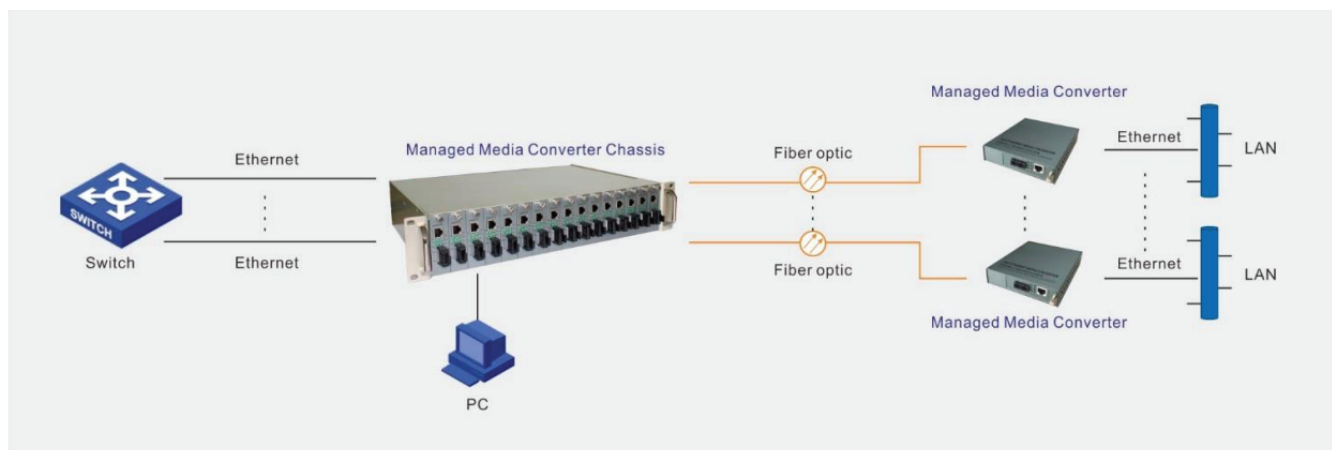 Managed Media Converter
Ethernet
Managed Media Converter Chassis
Fiber optic
Ethernet
LAN
SWITCH
Switch
Ethernet
Fiber optic
Ethernet
LAN
Managed Media Converter
PC